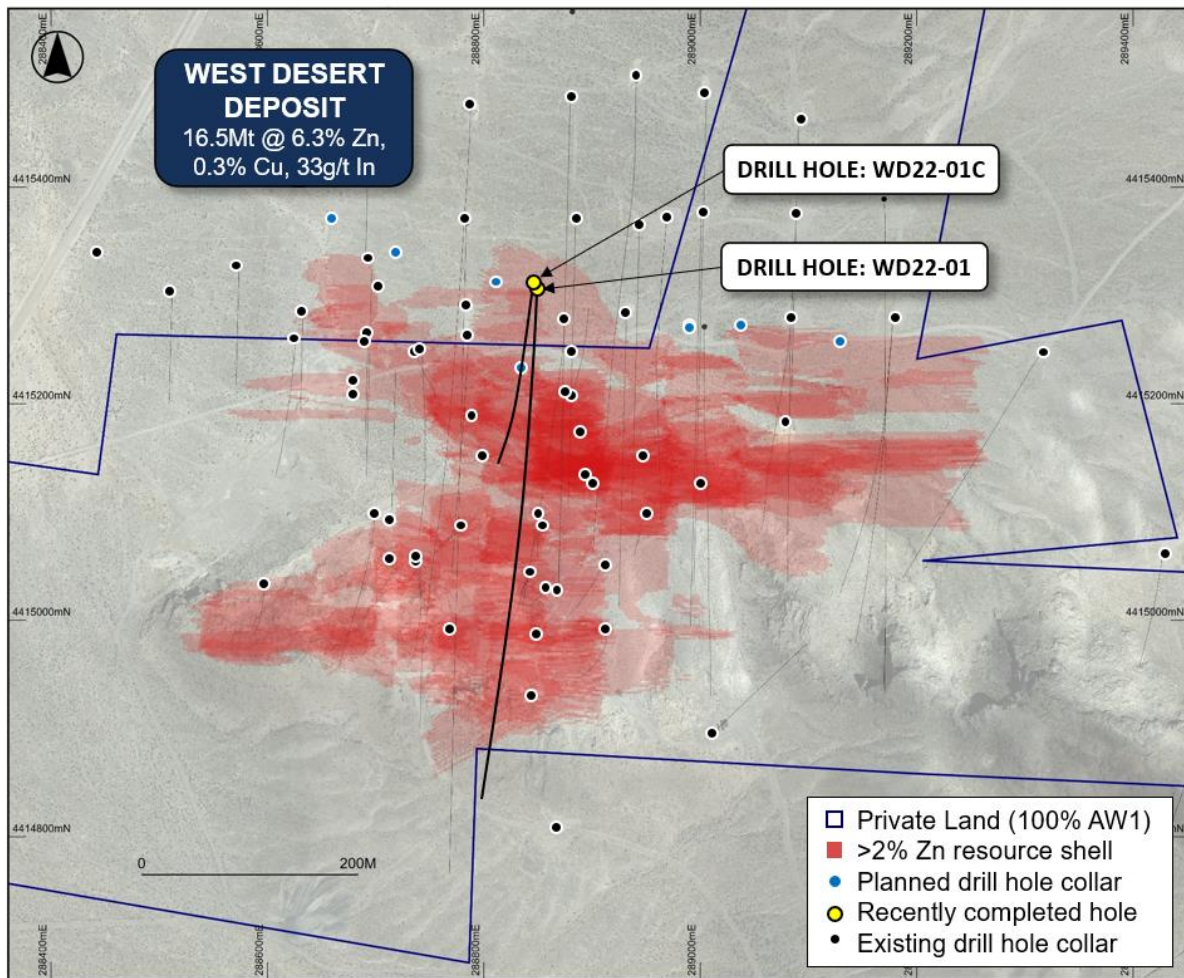 288400mE
288600mE
288800mE
289000mE
289200mE
289400mE
WEST DESERT
DEPOSIT
16.5Mt @ 6.3% Zn,
0.3% Cu, 33g/t In
DRILL HOLE: WD22-01C
4415400mN
4415400mN
DRILL HOLE: WD22-01
4415200mN
4415200mN
4415000mN
4415000mN
4414800mN
0
200M
Private Land (100% AW1)
>2% Zn resource shell
Planned drill hole collar
Recently completed hole
Existing drill hole collar
288400mE
288600mE
288800mE
289000mE